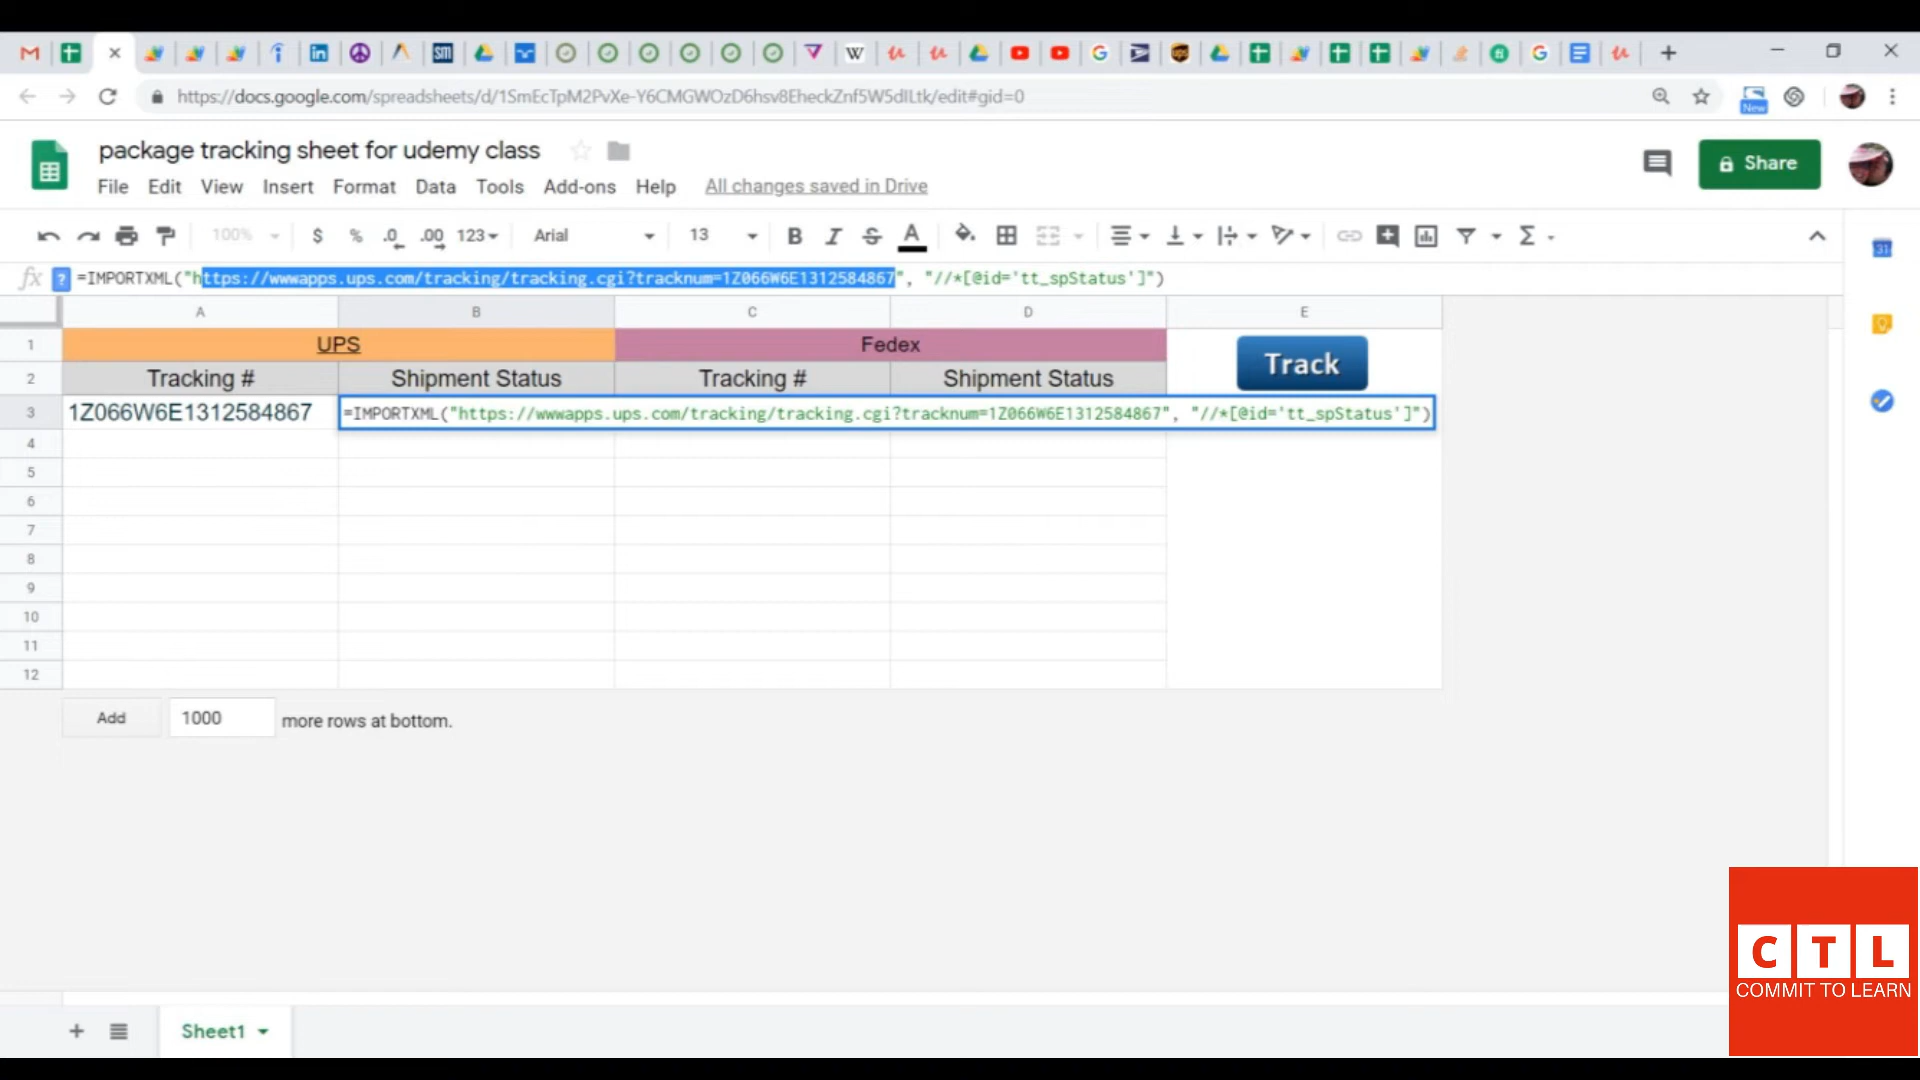 https://docs.google.com/spreadsheets/d/1SmEcTpM2PvXe-Y6CMGWOzD6hsv8EheckZnf5W5dILtk/edit#gid=0
New
package tracking sheet for udemy class
Share
File Edit View Insert Format Data Tools Add-ons Help All changes saved in Drive
100% $ % .0 .00 123 Arial 13 B I S A Σ
31
fx ? =IMPORTXML("https://wwwapps.ups.com/tracking/tracking.cgi?tracknum=1Z066W6E1312584867", "//*[@id='tt_spStatus']")
A B C D E
1 UPS Fedex Track
2 Tracking # Shipment Status Tracking # Shipment Status
3 1Z066W6E1312584867 =IMPORTXML("https://wwwapps.ups.com/tracking/tracking.cgi?tracknum=1Z066W6E1312584867", "//*[@id='tt_spStatus']")
4
5
6
7
8
9
10
11
12
Add 1000 more rows at bottom.
C T L
COMMIT TO LEARN
+ Sheet1